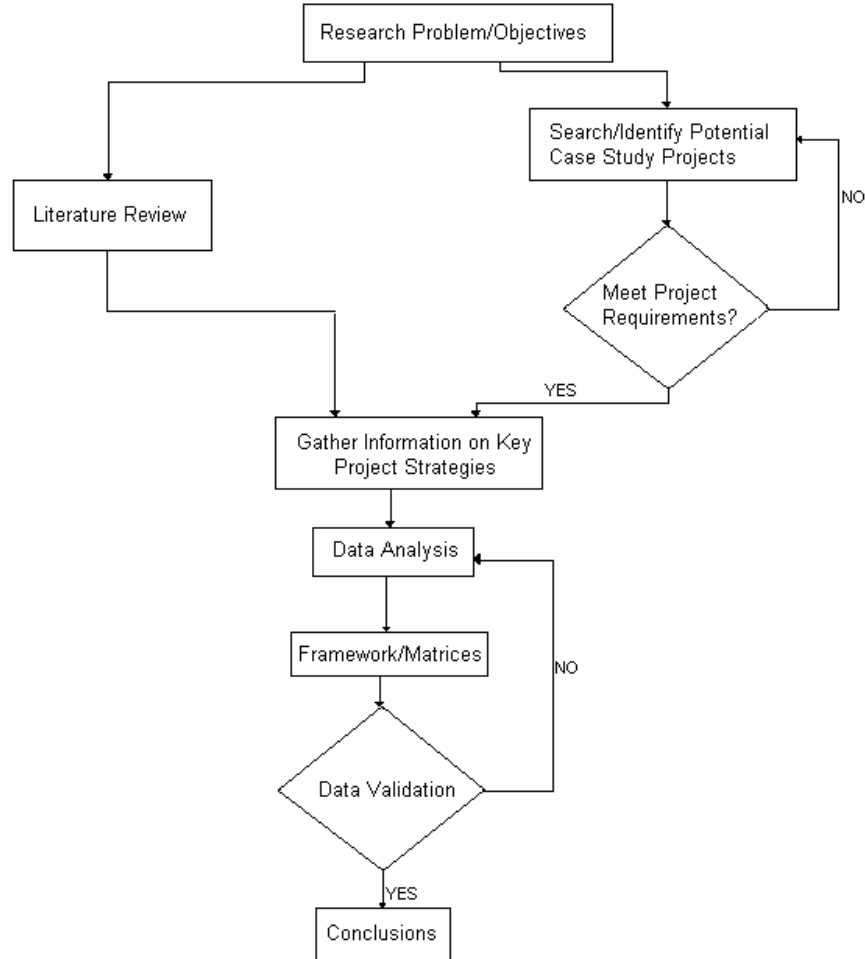 Research Problem/Objectives
Search/Identify Potential
Case Study Projects
NO
Literature Review
Meet Project
Requirements?
YES
Gather Information on Key
Project Strategies
Data Analysis
Framework/Matrices
NO
Data Validation
YES
Conclusions